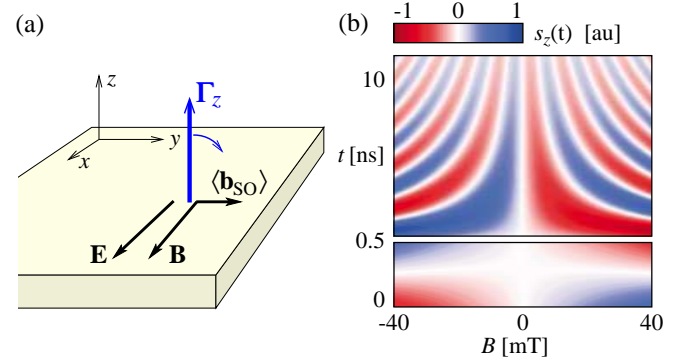 (a)
z
y
x
Γz
⟨bSO⟩
E
B
(b)
-1 0 1 sz(t) [au]
10
t [ns]
0.5
0
-40 0 40
B [mT]